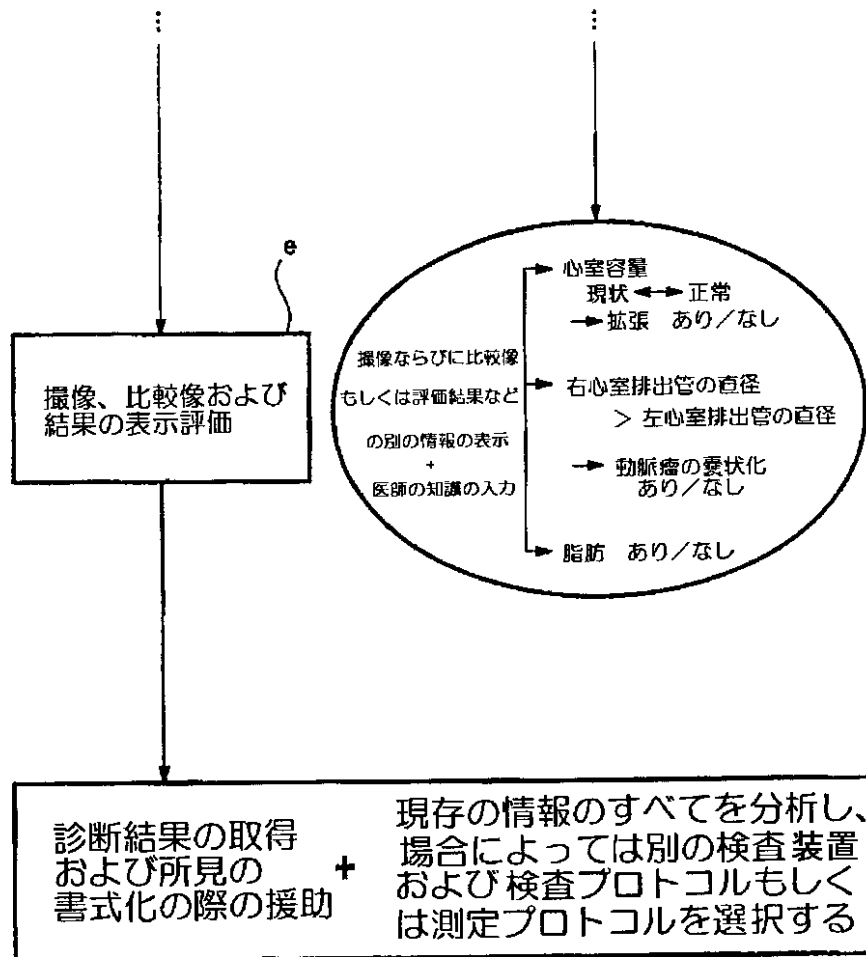 ⋮
⋮
e
撮像、比較像および
結果の表示評価
撮像ならびに比較像
もしくは評価結果など
の別の情報の表示
+
医師の知識の入力
心室容量
現状 ↔ 正常
→ 拡張 あり/なし
右心室排出管の直径
> 左心室排出管の直径
→ 動脈瘤の嚢状化
あり/なし
脂肪 あり/なし
診断結果の取得
および所見の
書式化の際の援助
+
現存の情報のすべてを分析し、
場合によっては別の検査装置
および検査プロトコルもしく
は測定プロトコルを選択する